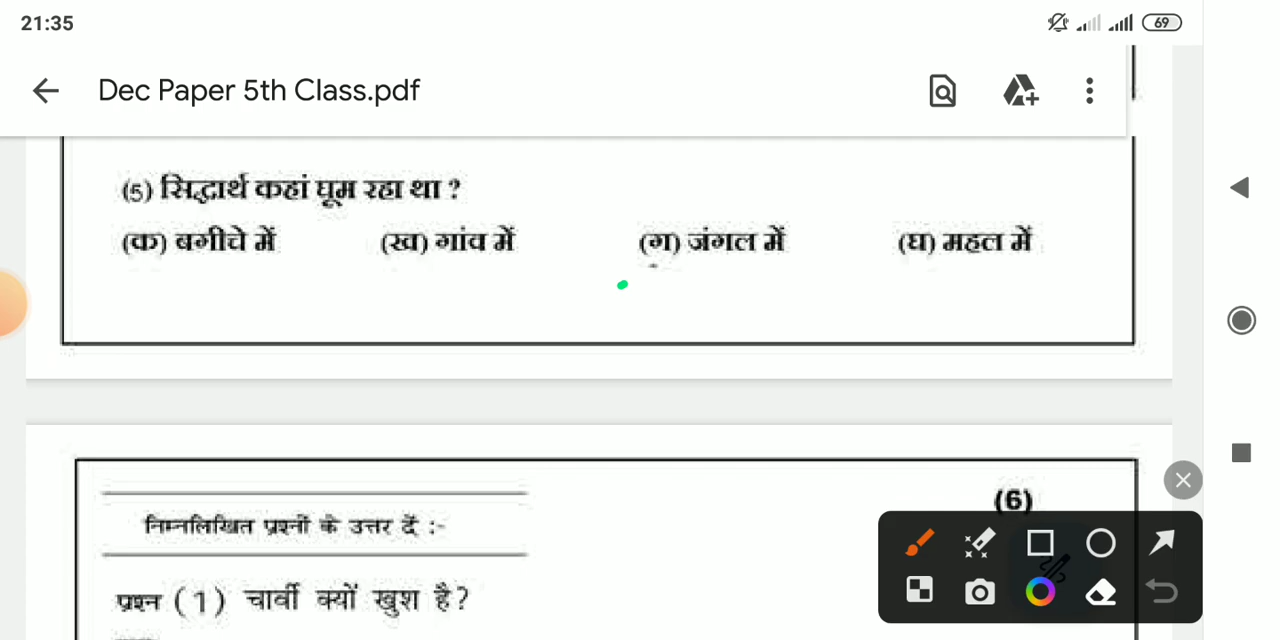 21:35
69
Dec Paper 5th Class.pdf
(5) सिद्धार्थ कहां घूम रहा था ?
(क) बगीचे में (ख) गांव में (ग) जंगल में (घ) महल में
(6)
निम्नलिखित प्रश्नों के उत्तर दें :-
प्रश्न (1) चार्वी क्यों खुश है?